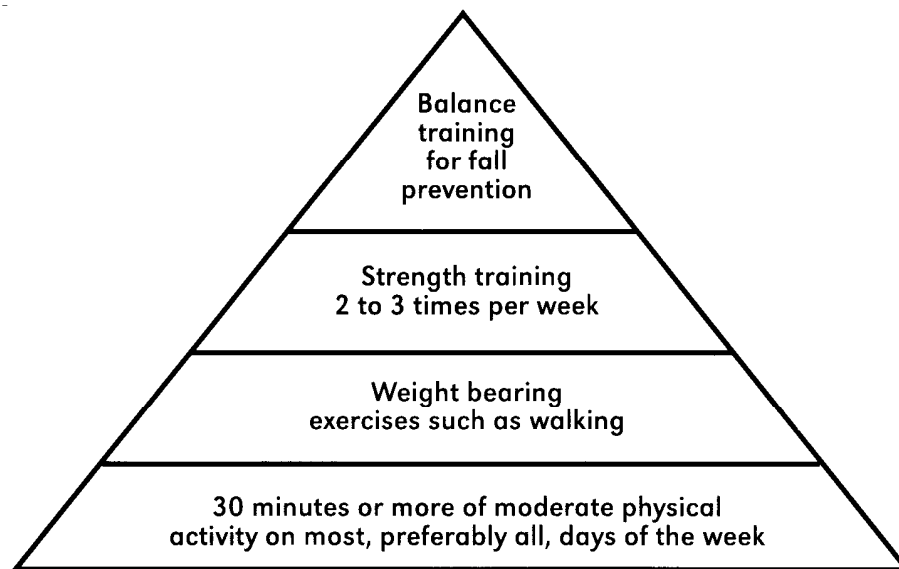 Balance
training
for fall
prevention
Strength training
2 to 3 times per week
Weight bearing
exercises such as walking
30 minutes or more of moderate physical
activity on most, preferably all, days of the week